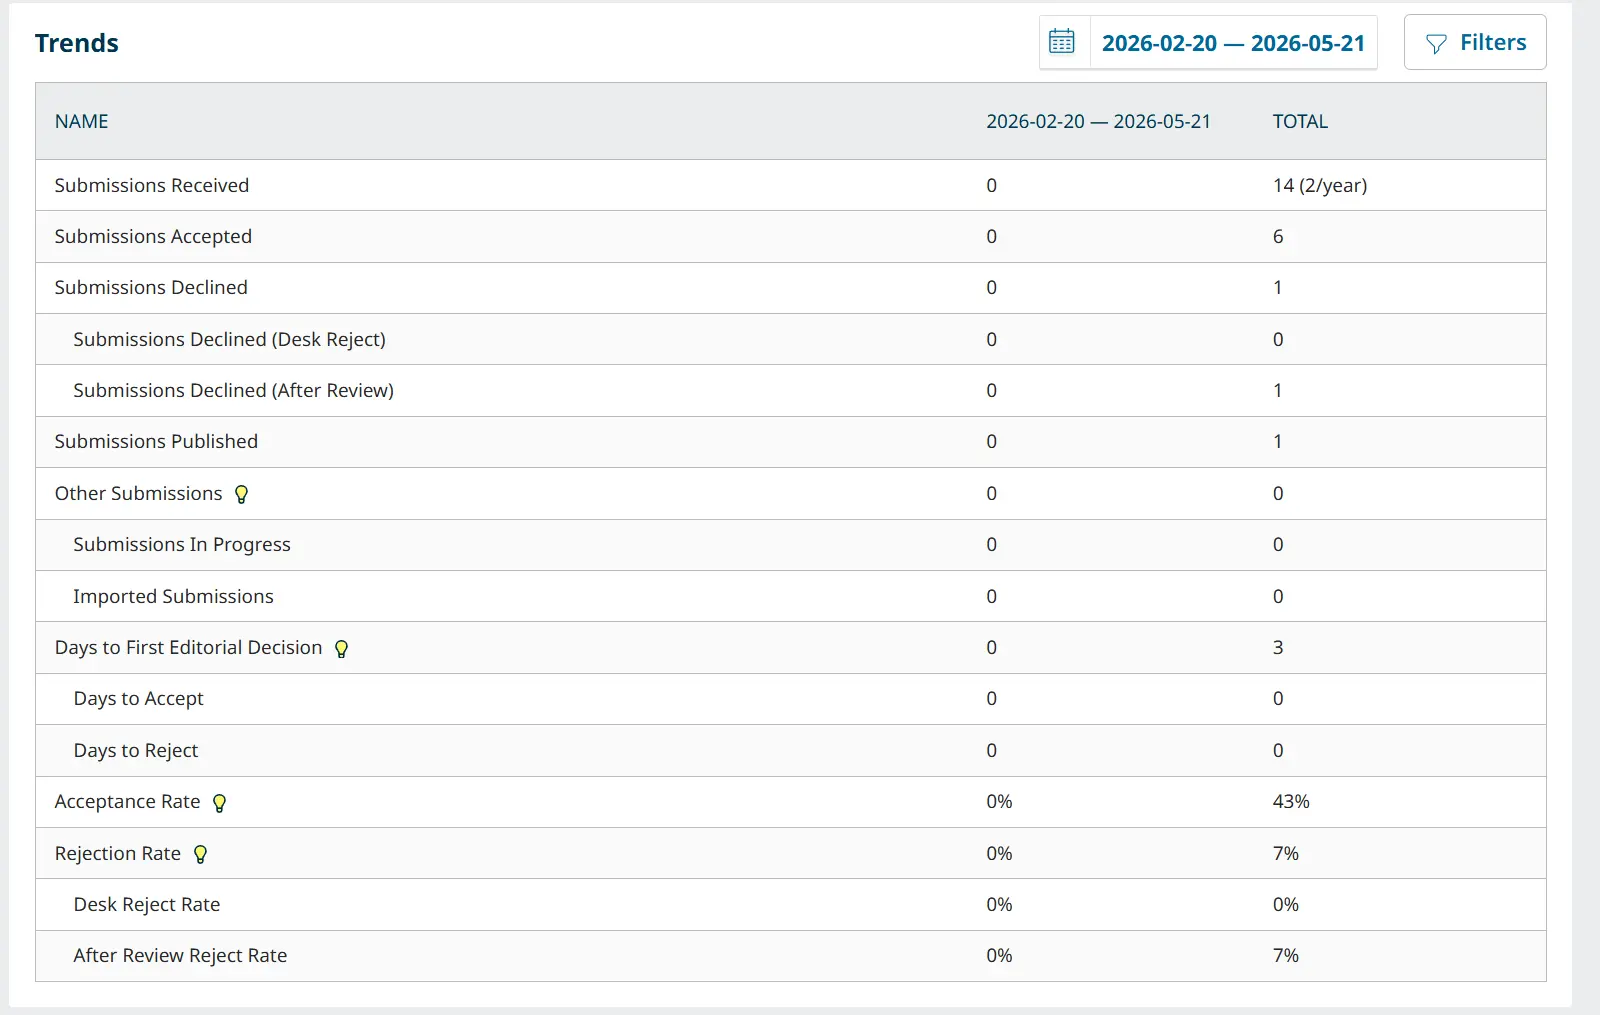 Trends
2026-02-20 — 2026-05-21
Filters
NAME 2026-02-20 — 2026-05-21 TOTAL
Submissions Received 0 14 (2/year)
Submissions Accepted 0 6
Submissions Declined 0 1
Submissions Declined (Desk Reject) 0 0
Submissions Declined (After Review) 0 1
Submissions Published 0 1
Other Submissions 0 0
Submissions In Progress 0 0
Imported Submissions 0 0
Days to First Editorial Decision 0 3
Days to Accept 0 0
Days to Reject 0 0
Acceptance Rate 0% 43%
Rejection Rate 0% 7%
Desk Reject Rate 0% 0%
After Review Reject Rate 0% 7%